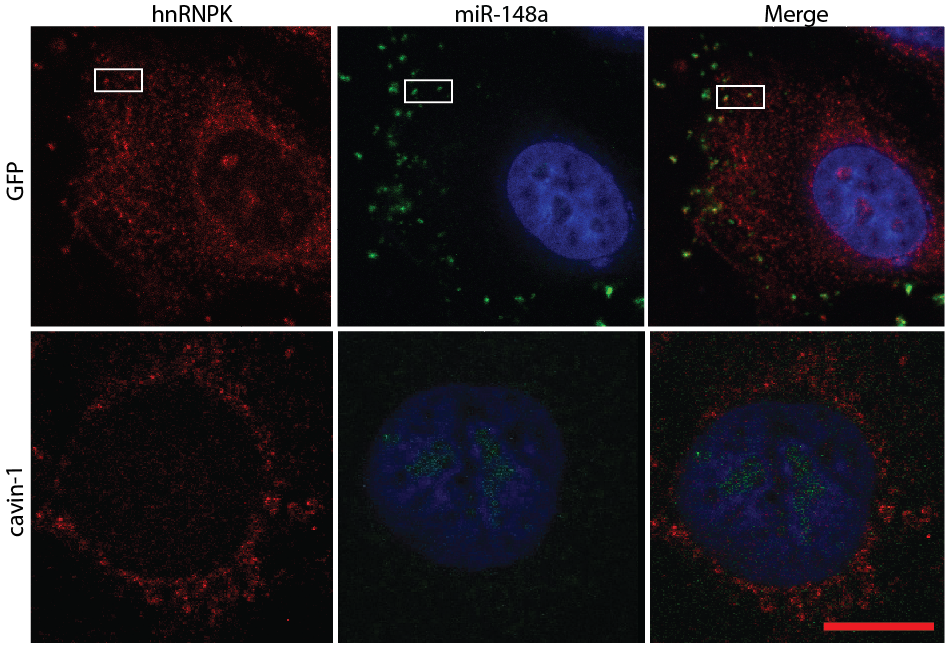 hnRNPK
miR-148a
Merge
GFP
cavin-1